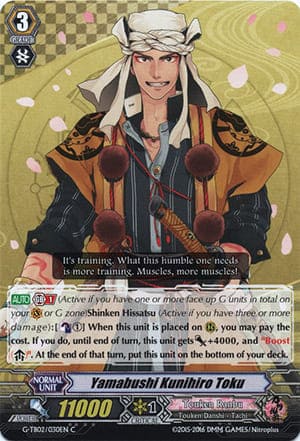 3
It's training. What this humble one needs
is more training. Muscles, more muscles!
AUTO 1 (Active if you have one or more face up G units in total on
your or G zone) Shinken Hissatsu (Active if you have three or more
damage): [1] When this unit is placed on , you may pay the
cost. If you do, until end of turn, this unit gets +4000, and "Boost
". At the end of that turn, put this unit on the bottom of your deck.
NORMAL
UNIT
Yamabushi Kunihiro Toku
11000
1
CRITICAL
Touken Ranbu
Touken Danshi - Tachi
G-TB02 /030EN C
©2015-2016 DMM GAMES/ Nitroplus